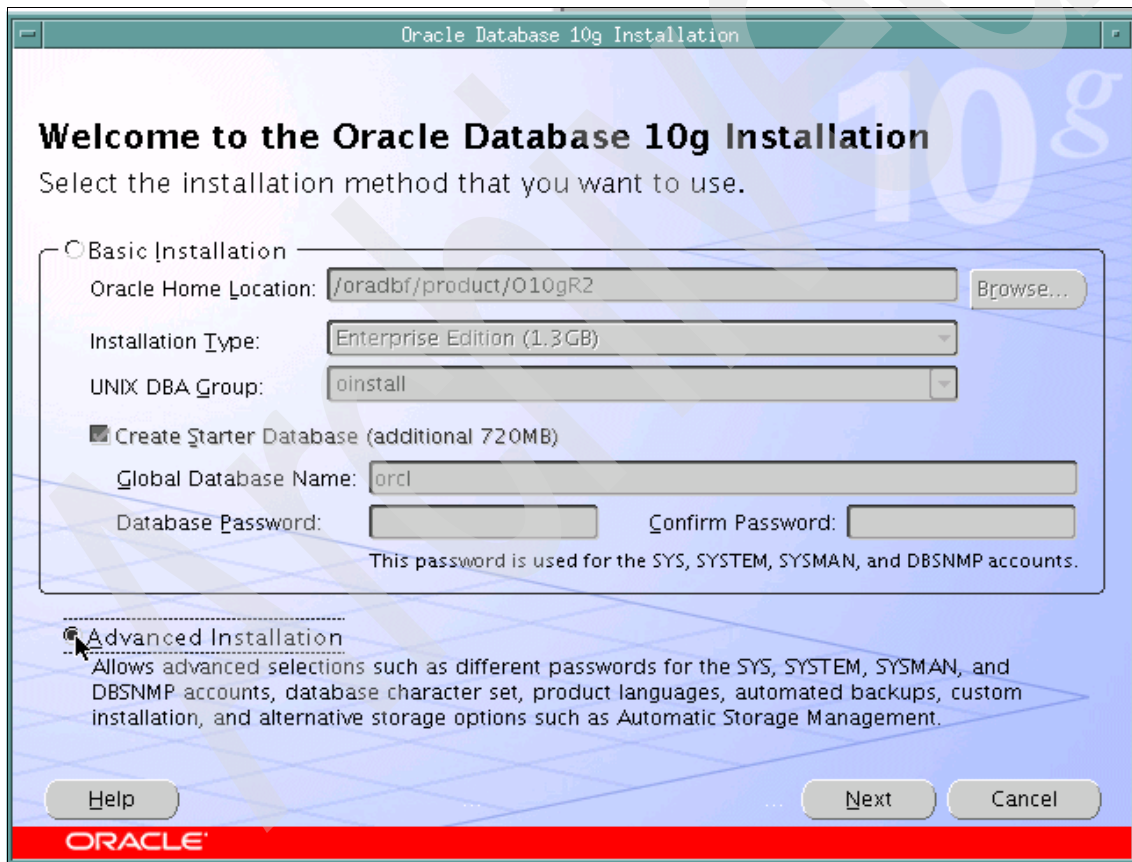 Oracle Database 10g Installation
10g
Welcome to the Oracle Database 10g Installation
Select the installation method that you want to use.
Basic Installation
Oracle Home Location: /oradbf/product/O10gR2 Browse...
Installation Type: Enterprise Edition (1.3GB)
UNIX DBA Group: oinstall
Create Starter Database (additional 720MB)
Global Database Name: orcl
Database Password: Confirm Password:
This password is used for the SYS, SYSTEM, SYSMAN, and DBSNMP accounts.
Advanced Installation
Allows advanced selections such as different passwords for the SYS, SYSTEM, SYSMAN, and
DBSNMP accounts, database character set, product languages, automated backups, custom
installation, and alternative storage options such as Automatic Storage Management.
Help Next Cancel
ORACLE